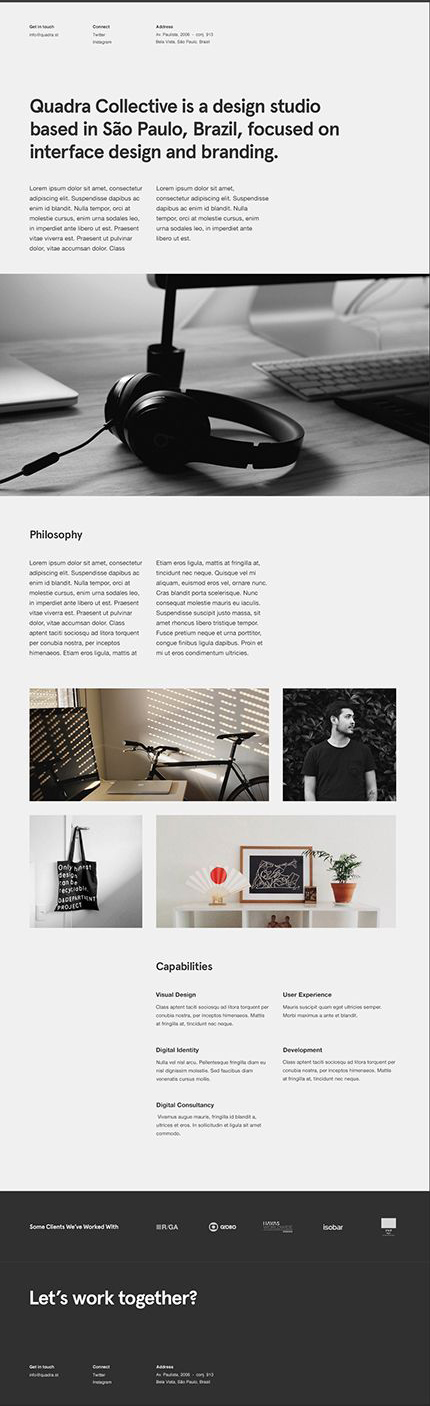 Get in touch
info@quadra.st
Connect
Twitter
Instagram
Address
Av. Paulista, 2006 - conj. 913
Bela Vista, São Paulo, Brazil
Quadra Collective is a design studio
based in São Paulo, Brazil, focused on
interface design and branding.
Lorem ipsum dolor sit amet, consectetur
adipiscing elit. Suspendisse dapibus ac
enim id blandit. Nulla tempor, orci at
molestie cursus, enim urna sodales leo,
in imperdiet ante libero ut est. Praesent
vitae viverra est. Praesent ut pulvinar
dolor, vitae accumsan dolor. Class
Lorem ipsum dolor sit amet,
consectetur adipiscing elit. Suspendisse
dapibus ac enim id blandit. Nulla
tempor, orci at molestie cursus, enim
urna sodales leo, in imperdiet ante
libero ut est.
Philosophy
Lorem ipsum dolor sit amet, consectetur
adipiscing elit. Suspendisse dapibus ac
enim id blandit. Nulla tempor, orci at
molestie cursus, enim urna sodales leo,
in imperdiet ante libero ut est. Praesent
vitae viverra est. Praesent ut pulvinar
dolor, vitae accumsan dolor. Class
aptent taciti sociosqu ad litora torquent
per conubia nostra, per inceptos
himenaeos. Etiam eros ligula, mattis at
Etiam eros ligula, mattis at fringilla at,
tincidunt nec neque. Quisque vel mi
aliquam, euismod eros vel, ornare nunc.
Cras blandit porta scelerisque. Nunc
consequat molestie mauris eu iaculis.
Suspendisse suscipit justo massa, sit
amet rhoncus libero tristique tempor.
Fusce pretium neque et urna porttitor,
congue finibus ligula dapibus. Proin et
mi ut eros condimentum ultricies.
Only honest
design
can be
recyclable.
D&DEPARTMENT
PROJECT
Capabilities
Visual Design
Class aptent taciti sociosqu ad litora torquent per
conubia nostra, per inceptos himenaeos. Mattis
at fringilla at, tincidunt nec neque.
User Experience
Mauris suscipit quam eget ultricies semper.
Morbi maximus a ante et blandit.
Digital Identity
Nulla vel nisl arcu. Pellentesque fringilla diam eu
nisl dignissim molestie. Sed faucibus diam
venenatis cursus mollis.
Development
Class aptent taciti sociosqu ad litora torquent per
conubia nostra, per inceptos himenaeos. Mattis
at fringilla at, tincidunt nec neque.
Digital Consultancy
Vivamus augue mauris, fringilla id blandit a,
ultrices et eros. In sollicitudin et ligula sit amet
commodo.
Some Clients We've Worked With
R/GA
GLOBO
HAVAS
isobar
Let's work together?
Get in touch
info@quadra.st
Connect
Twitter
Instagram
Address
Av. Paulista, 2006 - conj. 913
Bela Vista, São Paulo, Brazil